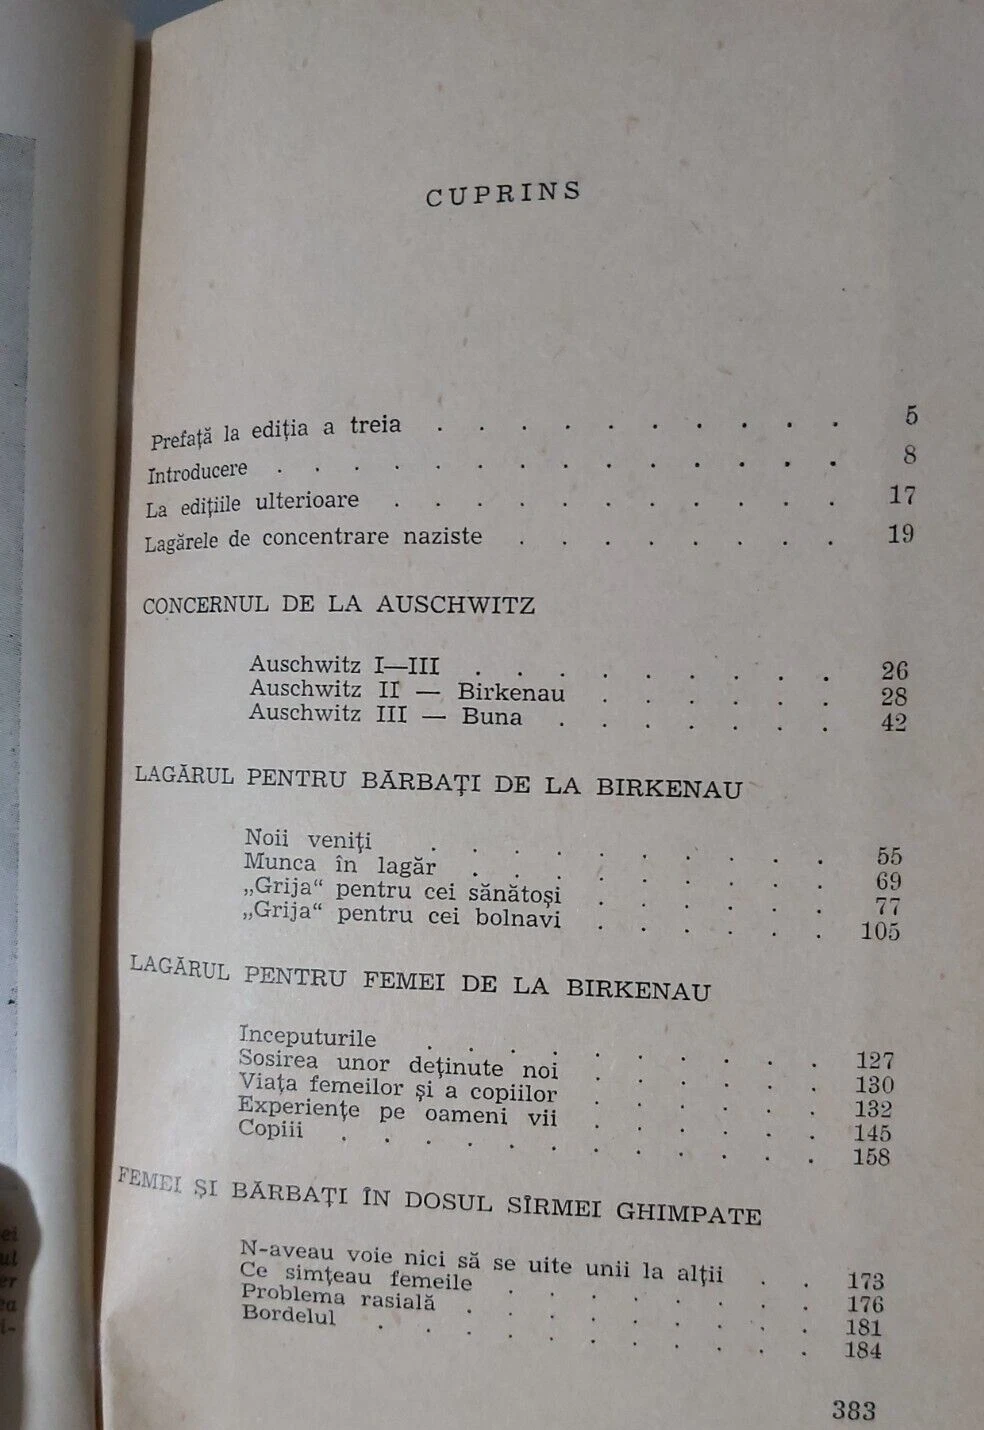 CUPRINS
Prefață la ediția a treia . . . . . . . . . . 5
Introducere . . . . . . . . . . . . . . 8
La edițiile ulterioare . . . . . . . . . . . 17
Lagărele de concentrare naziste . . . . . . . . 19
CONCERNUL DE LA AUSCHWITZ
Auschwitz I—III . . . . . . . . . 26
Auschwitz II — Birkenau . . . . . . 28
Auschwitz III — Buna . . . . . . . 42
LAGĂRUL PENTRU BĂRBAȚI DE LA BIRKENAU
Noii veniți . . . . . . . . . . 55
Munca în lagăr . . . . . . . . . 69
„Grija“ pentru cei sănătoși . . . . . . 77
„Grija“ pentru cei bolnavi . . . . . . 105
LAGĂRUL PENTRU FEMEI DE LA BIRKENAU
Inceputurile . . . . . . . . . . 127
Sosirea unor deținute noi . . . . . . 130
Viața femeilor și a copiilor . . . . . . 132
Experiențe pe oameni vii . . . . . . 145
Copiii . . . . . . . . . . . . 158
FEMEI ȘI BĂRBAȚI ÎN DOSUL SÎRMEI GHIMPATE
N-aveau voie nici să se uite unii la alții . . 173
Ce simțeau femeile . . . . . . . . 176
Problema rasială . . . . . . . . . 181
Bordelul . . . . . . . . . . . 184
383
ei
ul
er